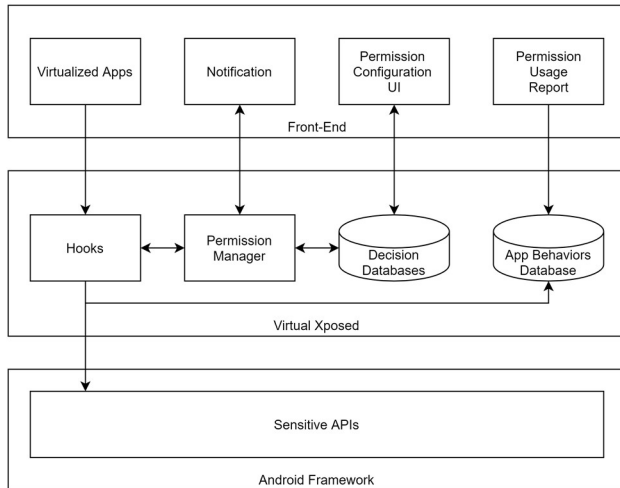 Virtualized Apps
Notification
Permission
Configuration
UI
Permission
Usage
Report
Front-End
Hooks
Permission
Manager
Decision
Databases
App Behaviors
Database
Virtual Xposed
Sensitive APIs
Android Framework